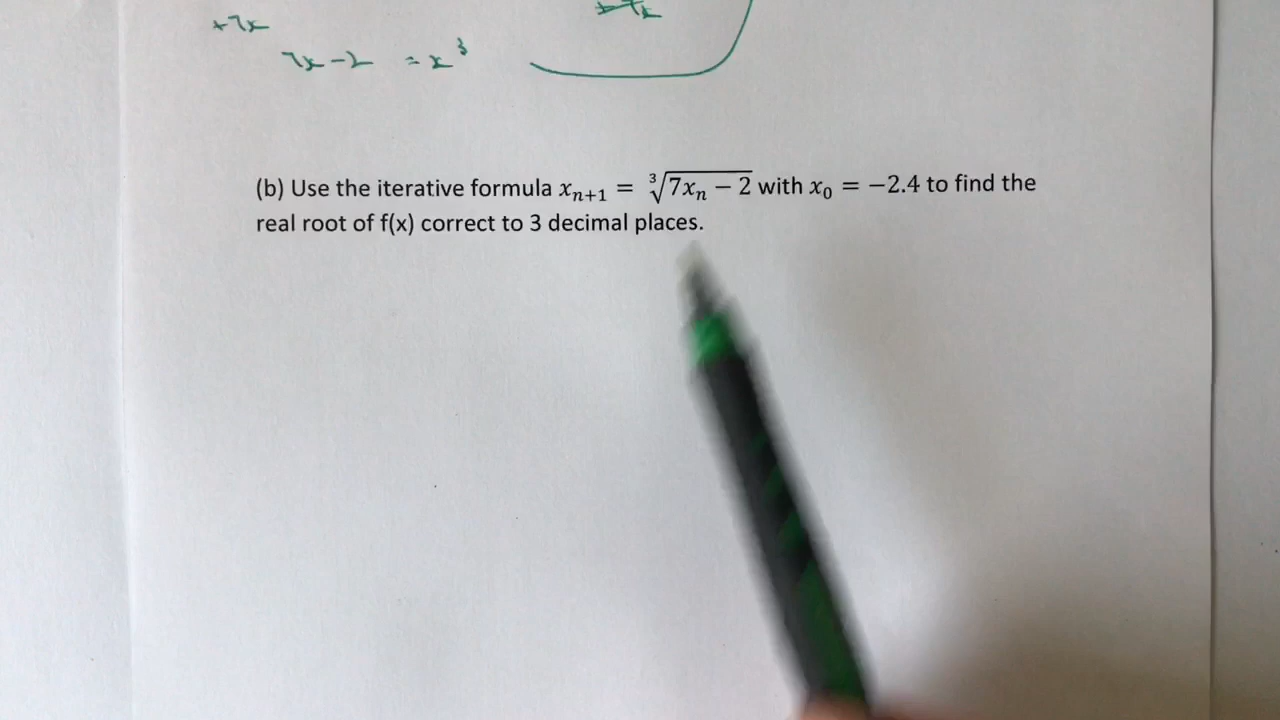 +7x
7x-2 = x³
(b) Use the iterative formula xₙ₊₁ = ∛(7xₙ − 2) with x₀ = −2.4 to find the
real root of f(x) correct to 3 decimal places.